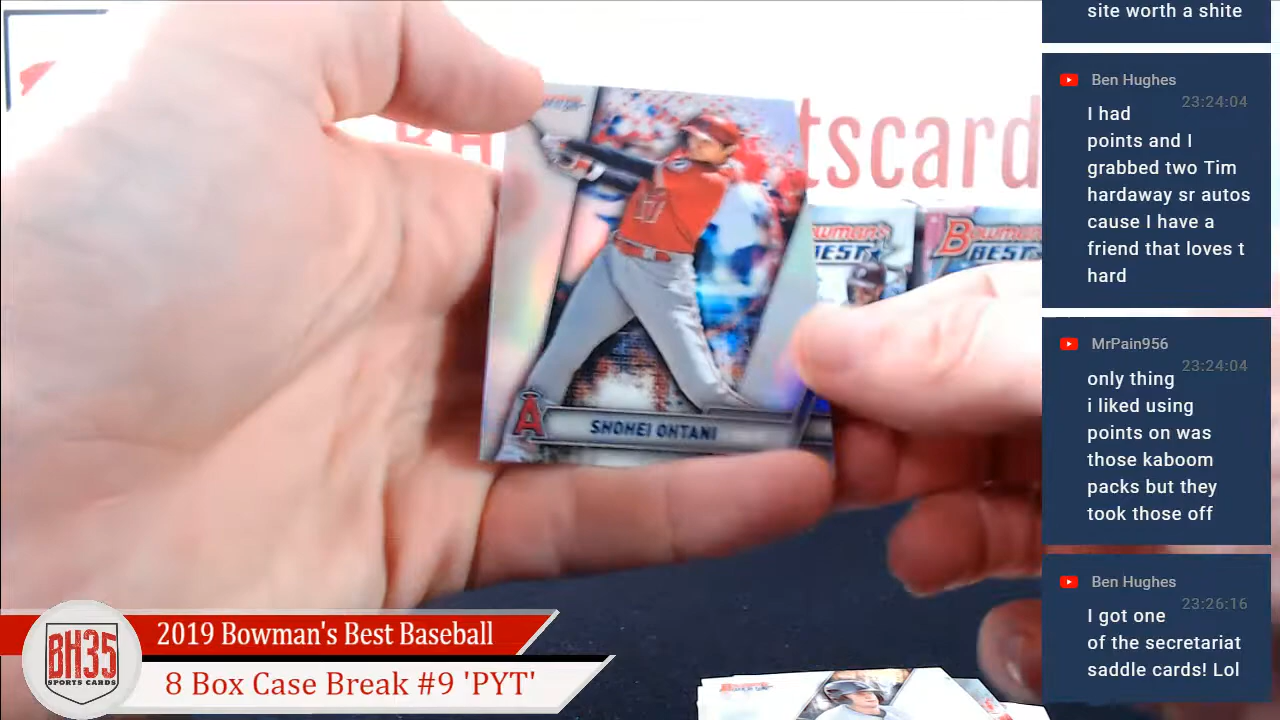 site worth a shite
Ben Hughes
23:24:04
I had
points and I
grabbed two Tim
hardaway sr autos
cause I have a
friend that loves t
hard
MrPain956
23:24:04
only thing
i liked using
points on was
those kaboom
packs but they
took those off
Ben Hughes
23:26:16
I got one
of the secretariat
saddle cards! Lol
tscard
BOWMAN'S
BEST
BOWMAN'S
BEST
17
A
SHOHEI OHTANI
BH35
SPORTS CARDS
2019 Bowman's Best Baseball
8 Box Case Break #9 'PYT'